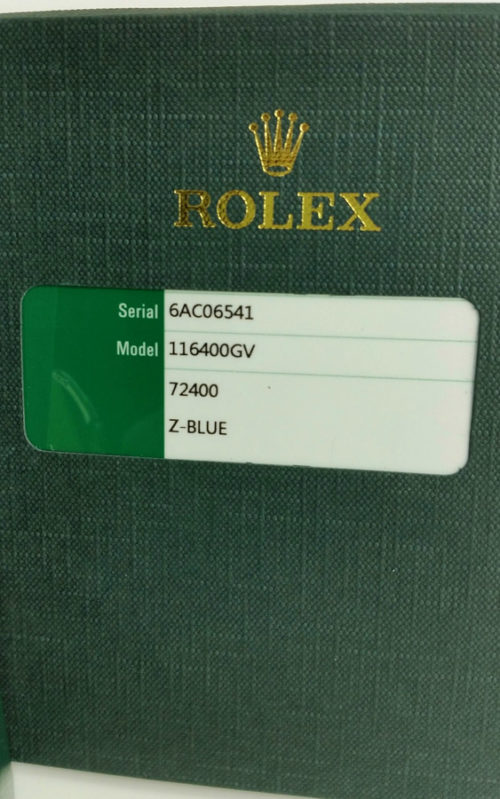 ROLEX
Serial 6AC06541
Model 116400GV
72400
Z-BLUE